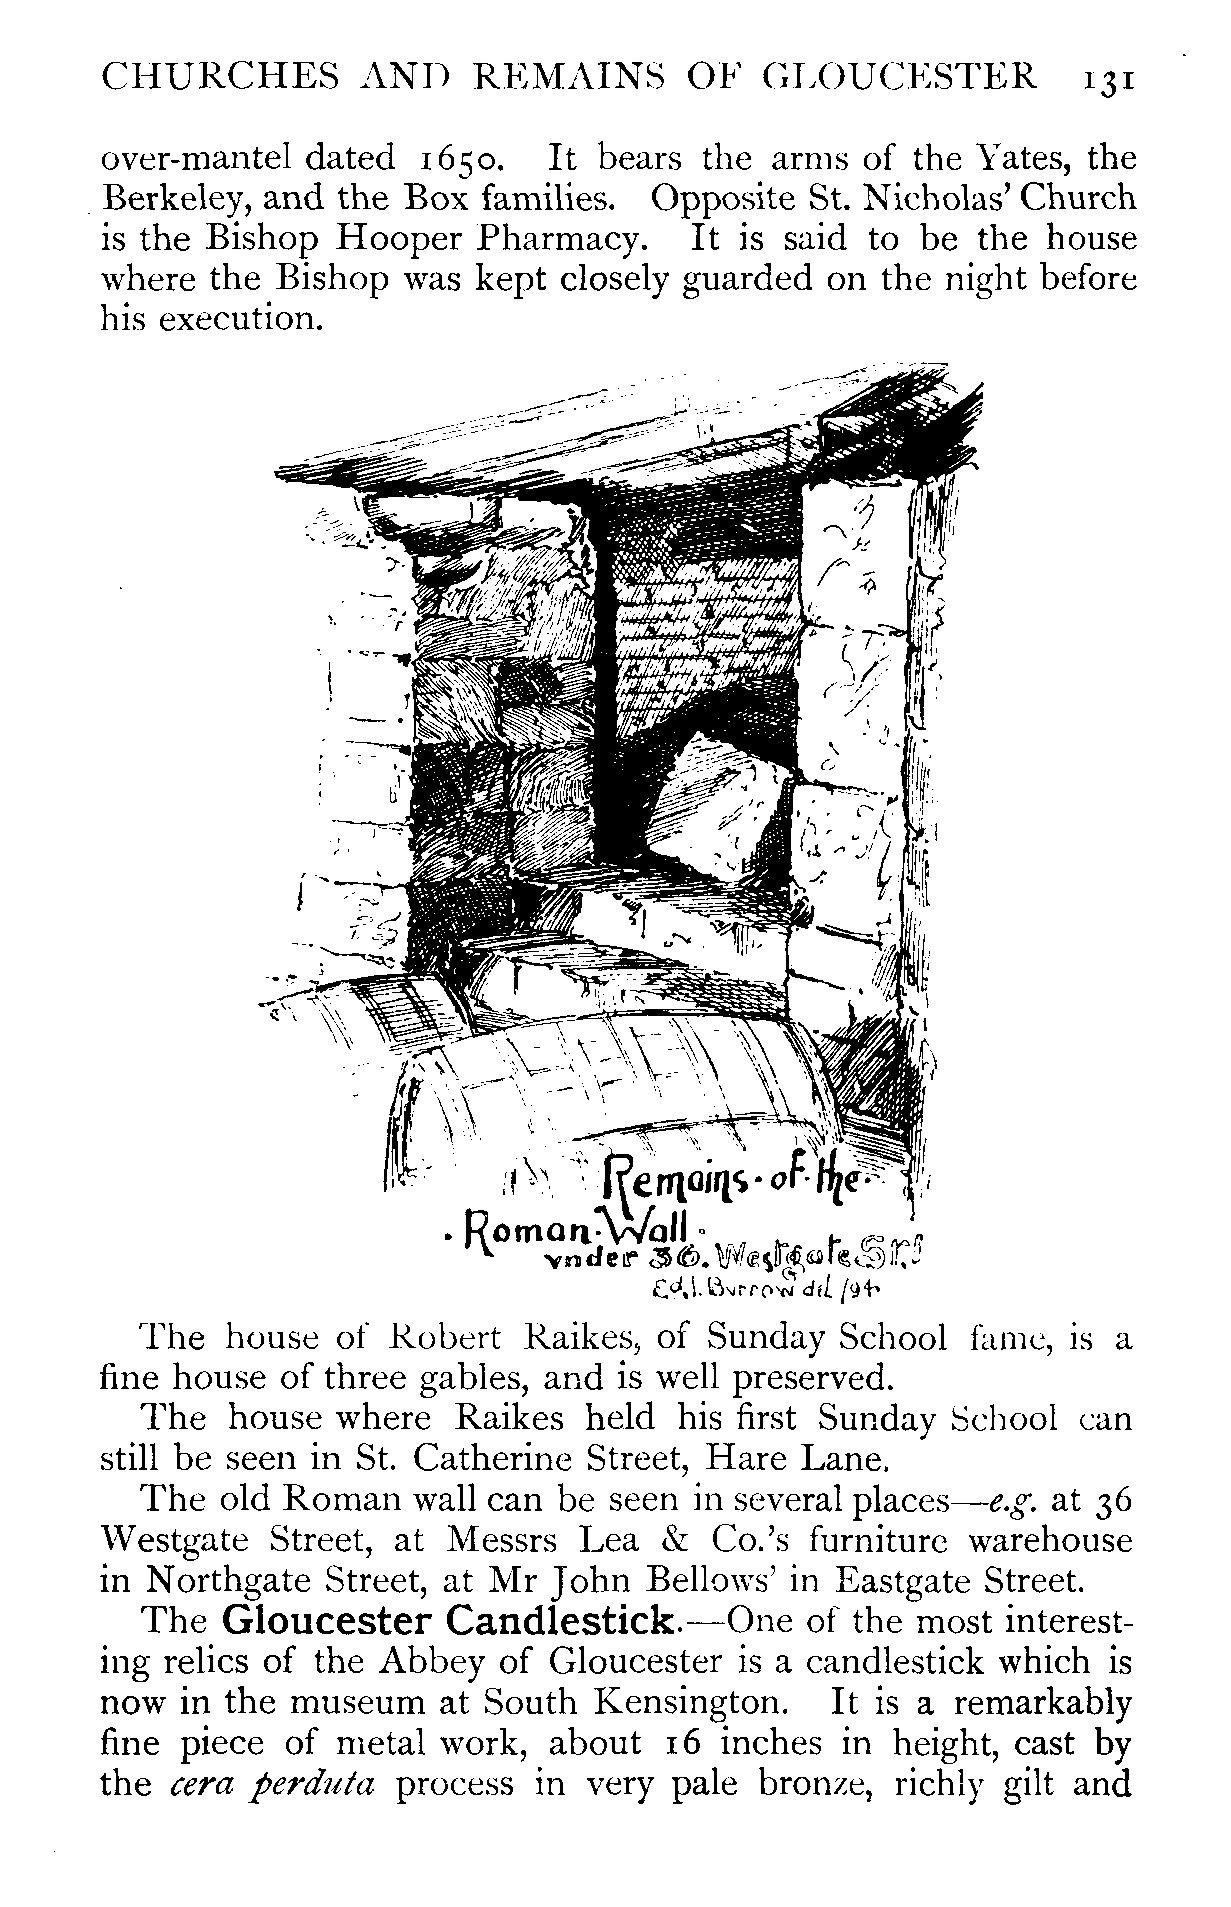 CHURCHES AND REMAINS OF GLOUCESTER 131
over-mantel dated 1650. It bears the arms of the Yates, the
Berkeley, and the Box families. Opposite St. Nicholas' Church
is the Bishop Hooper Pharmacy. It is said to be the house
where the Bishop was kept closely guarded on the night before
his execution.
Remains·of·the·
·Roman·Wall·
vnder 36. Westgate Stṛt
Ed. J. Bvrrow del /94
The house of Robert Raikes, of Sunday School fame, is a
fine house of three gables, and is well preserved.
The house where Raikes held his first Sunday School can
still be seen in St. Catherine Street, Hare Lane.
The old Roman wall can be seen in several places—e.g. at 36
Westgate Street, at Messrs Lea & Co.'s furniture warehouse
in Northgate Street, at Mr John Bellows' in Eastgate Street.
The Gloucester Candlestick.—One of the most interest-
ing relics of the Abbey of Gloucester is a candlestick which is
now in the museum at South Kensington. It is a remarkably
fine piece of metal work, about 16 inches in height, cast by
the cera perduta process in very pale bronze, richly gilt and